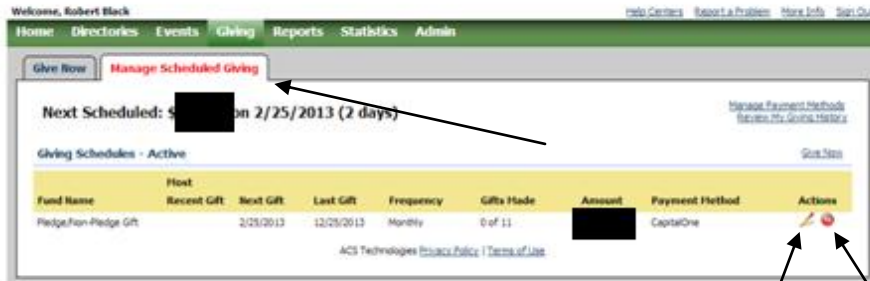 Welcome, Robert Black Help Centers Report a Problem More Info Sign Ou
Home Directories Events Giving Reports Statistics Admin
Give Now Manage Scheduled Giving
Next Scheduled: $ on 2/25/2013 (2 days)
Manage Payment Methods
Review My Giving History
Giving Schedules - Active Give Now
Most
Fund Name Recent Gift Next Gift Last Gift Frequency Gifts Made Amount Payment Method Actions
Pledge/Non-Pledge Gift 2/25/2013 12/25/2013 Monthly 0 of 11 CapitalOne
ACS Technologies Privacy Policy | Terms of Use